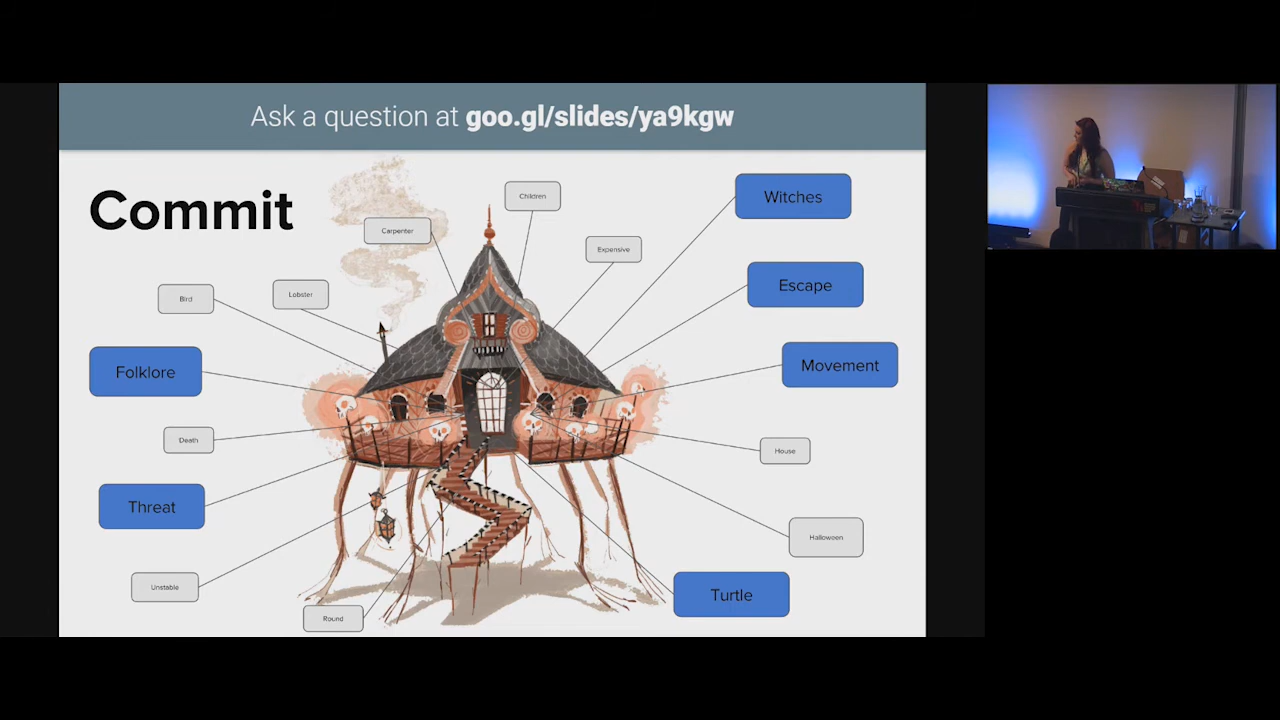 Ask a question at goo.gl/slides/ya9kgw
Commit
Children
Witches
Carpenter
Expensive
Escape
Bird
Lobster
Folklore
Movement
Death
House
Threat
Halloween
Unstable
Turtle
Round